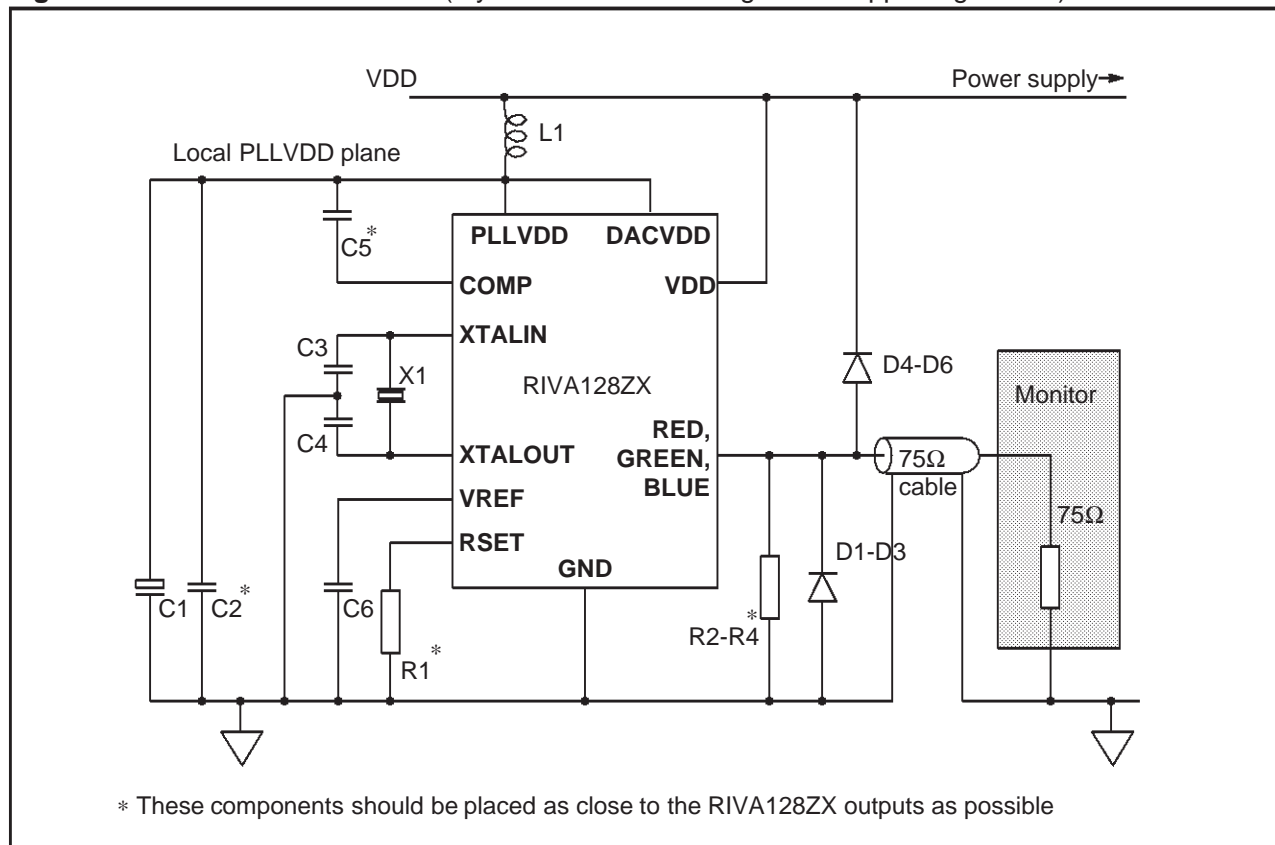 VDD
Power supply
L1
Local PLLVDD plane
PLLVDD
DACVDD
C5*
COMP
VDD
XTALIN
C3
X1
RIVA128ZX
D4-D6
Monitor
C4
XTALOUT
RED,
GREEN,
BLUE
75Ω
cable
VREF
75Ω
RSET
D1-D3
GND
C1
C2*
C6
R2-R4*
R1*
* These components should be placed as close to the RIVA128ZX outputs as possible